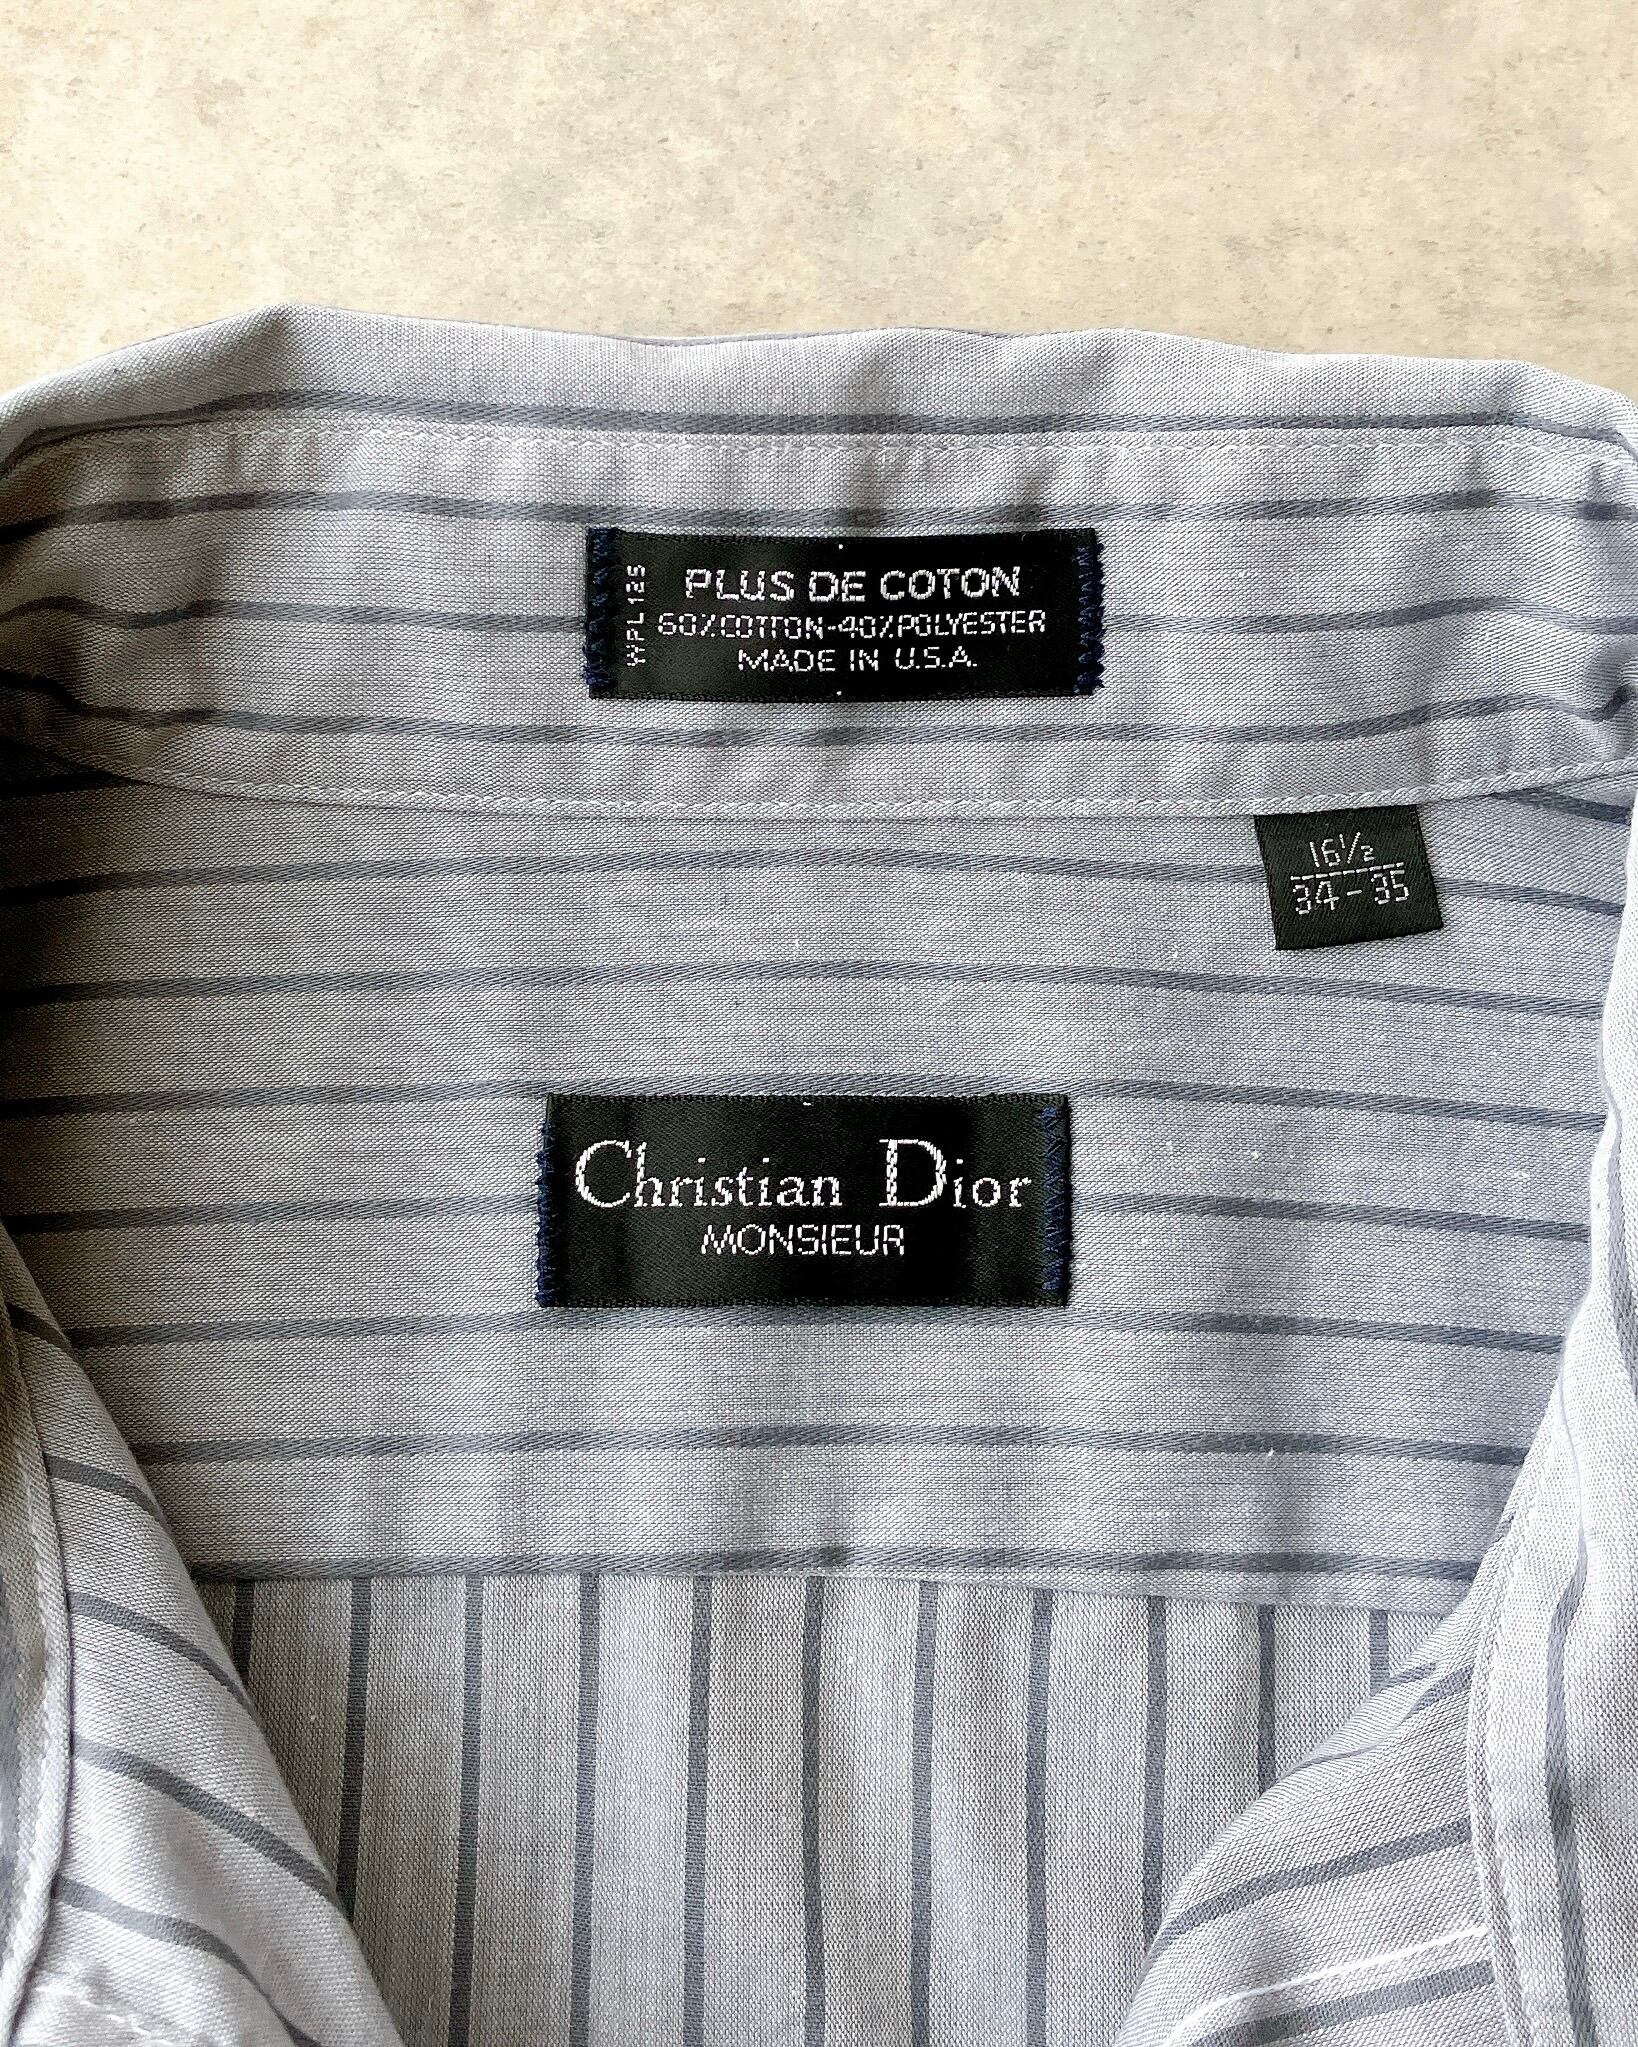 WPL 125
PLUS DE COTON
60%COTTON-40%POLYESTER
MADE IN U.S.A.
16½
34-35
Christian Dior
MONSIEUR